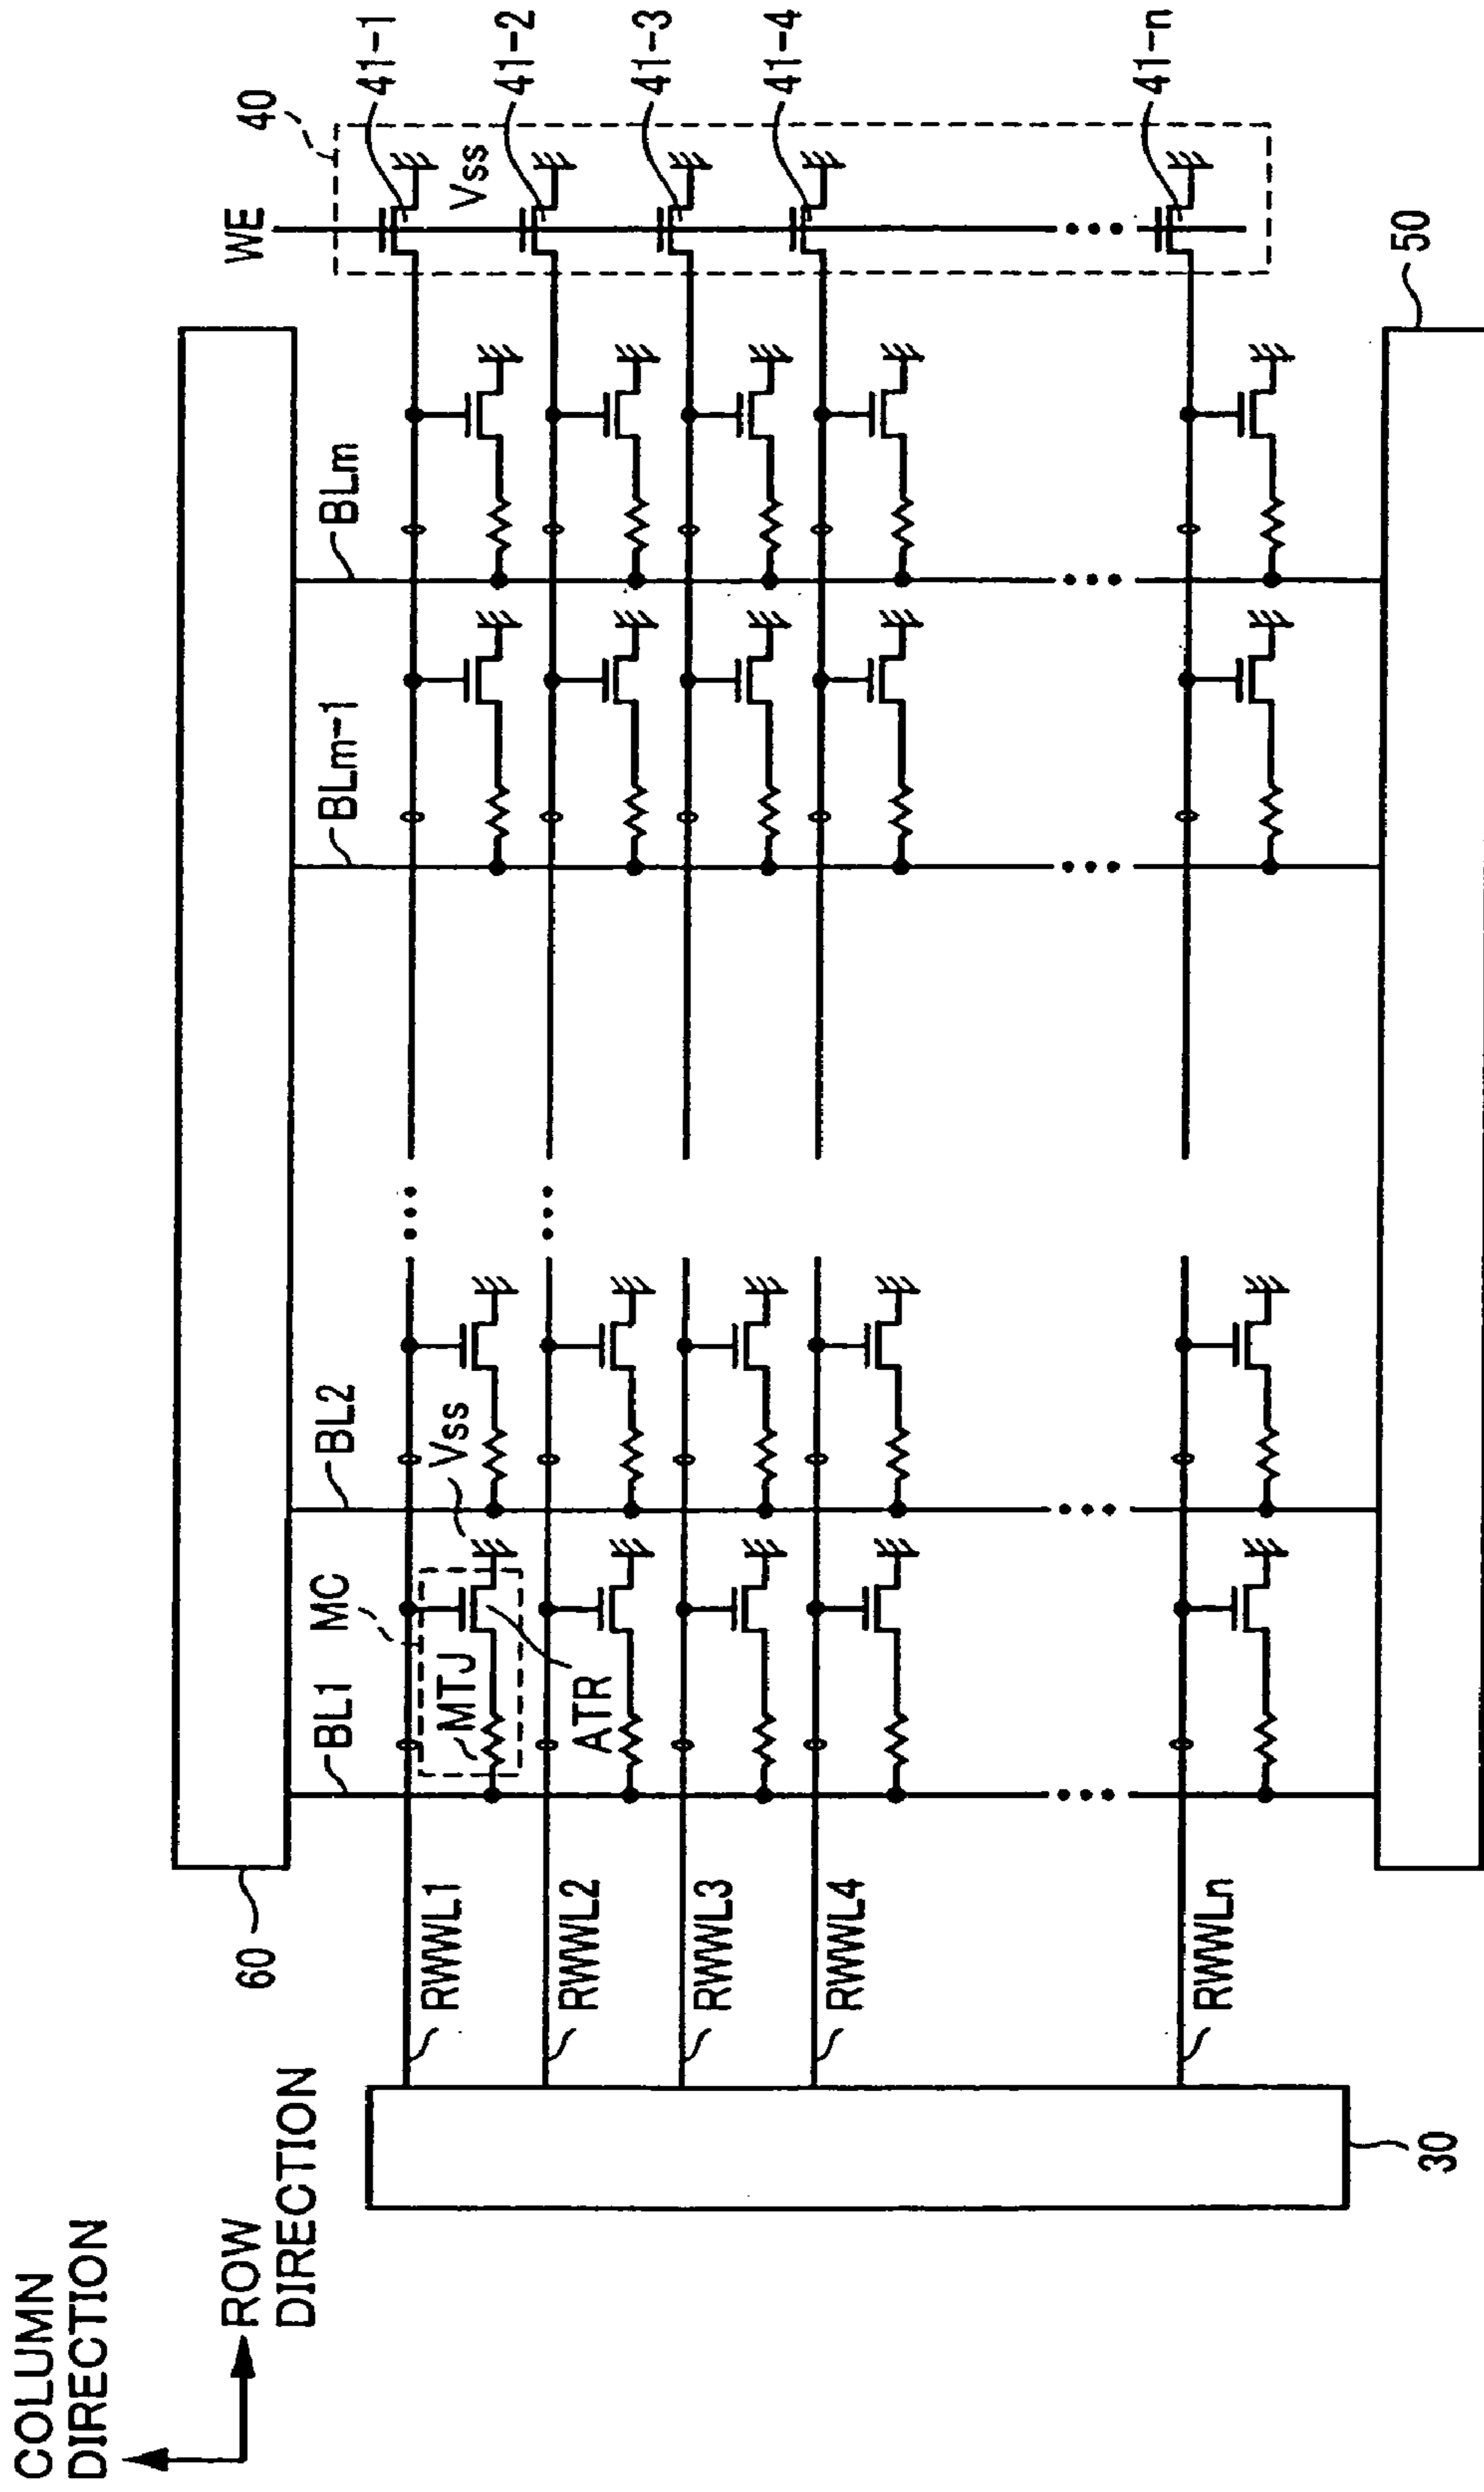 COLUMN
DIRECTION
ROW
DIRECTION
30
RWWL1
RWWL2
RWWL3
RWWL4
RWWLn
60
50
BL1
BL2
BLm-1
BLm
MC
MTJ
ATR
Vss
WE
40
Vss
41-1
41-2
41-3
41-4
41-n